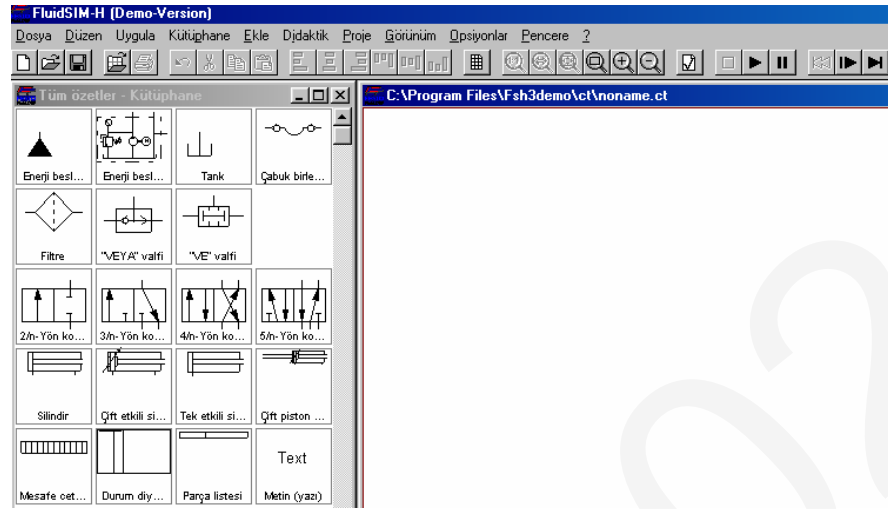 FluidSIM-H (Demo-Version)
Dosya Düzen Uygula Kütüphane Ekle Didaktik Proje Görünüm Opsiyonlar Pencere ?
Tüm özetler - Kütüphane
C:\Program Files\Fsh3demo\ct\noname.ct
Enerji besl... Enerji besl... Tank Çabuk birle...
Filtre "VEYA" valfi "VE" valfi
2/n-Yön ko... 3/n-Yön ko... 4/n-Yön ko... 5/n-Yön ko...
Silindir Çift etkili si... Tek etkili si... Çift piston ...
Text
Mesafe cet... Durum diy... Parça listesi Metin (yazı)